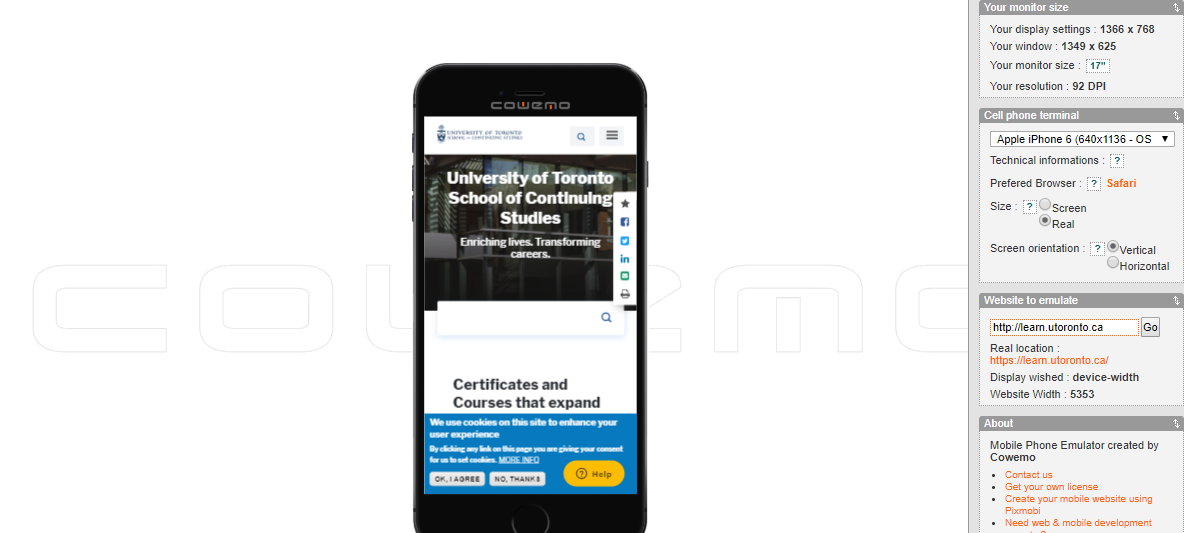 COWEMO
cowemo
UNIVERSITY OF TORONTO
SCHOOL of CONTINUING STUDIES
University of Toronto
School of Continuing
Studies
Enriching lives. Transforming
careers.
Certificates and
Courses that expand
We use cookies on this site to enhance your
user experience
By clicking any link on this page you are giving your consent
for us to set cookies. MORE INFO
OK, I AGREE NO, THANKS
Help
Your monitor size
Your display settings : 1366 x 768
Your window : 1349 x 625
Your monitor size : 17"
Your resolution : 92 DPI
Cell phone terminal
Apple iPhone 6 (640x1136 - OS
Technical informations : ?
Prefered Browser : ? Safari
Size : ? Screen
Real
Screen orientation : ? Vertical
Horizontal
Website to emulate
http://learn.utoronto.ca Go
Real location :
https://learn.utoronto.ca/
Display wished : device-width
Website Width : 5353
About
Mobile Phone Emulator created by
Cowemo
Contact us
Get your own license
Create your mobile website using
Pixmobi
Need web & mobile development